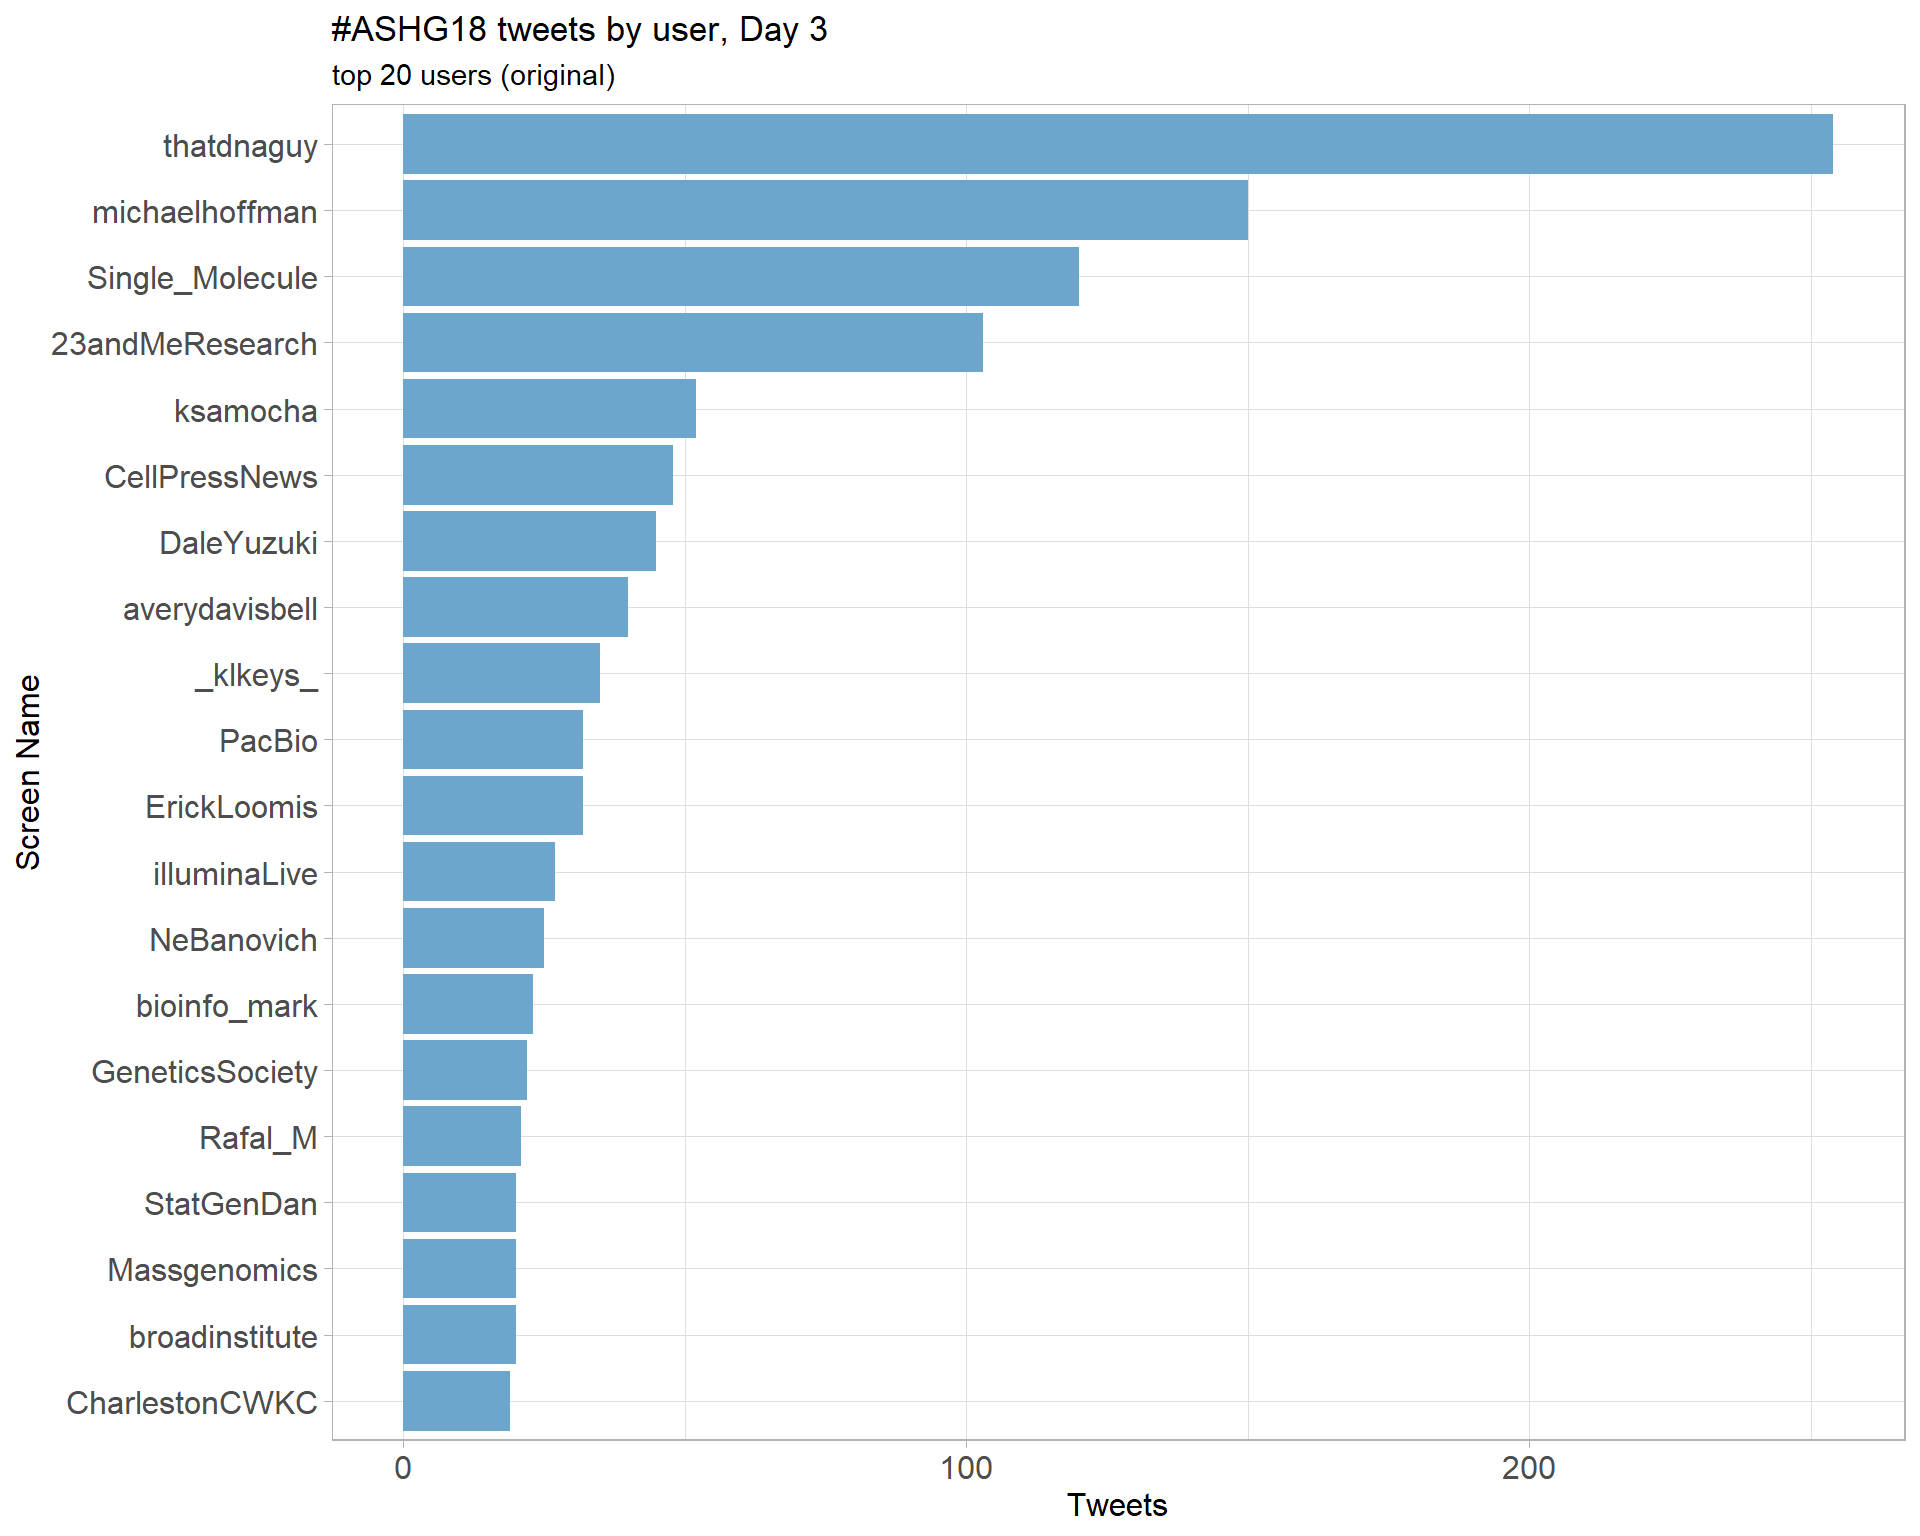 #ASHG18 tweets by user, Day 3
top 20 users (original)
thatdnaguy
michaelhoffman
Single_Molecule
23andMeResearch
ksamocha
CellPressNews
DaleYuzuki
averydavisbell
_klkeys_
PacBio
ErickLoomis
illuminaLive
NeBanovich
bioinfo_mark
GeneticsSociety
Rafal_M
StatGenDan
Massgenomics
broadinstitute
CharlestonCWKC
Screen Name
0 100 200
Tweets